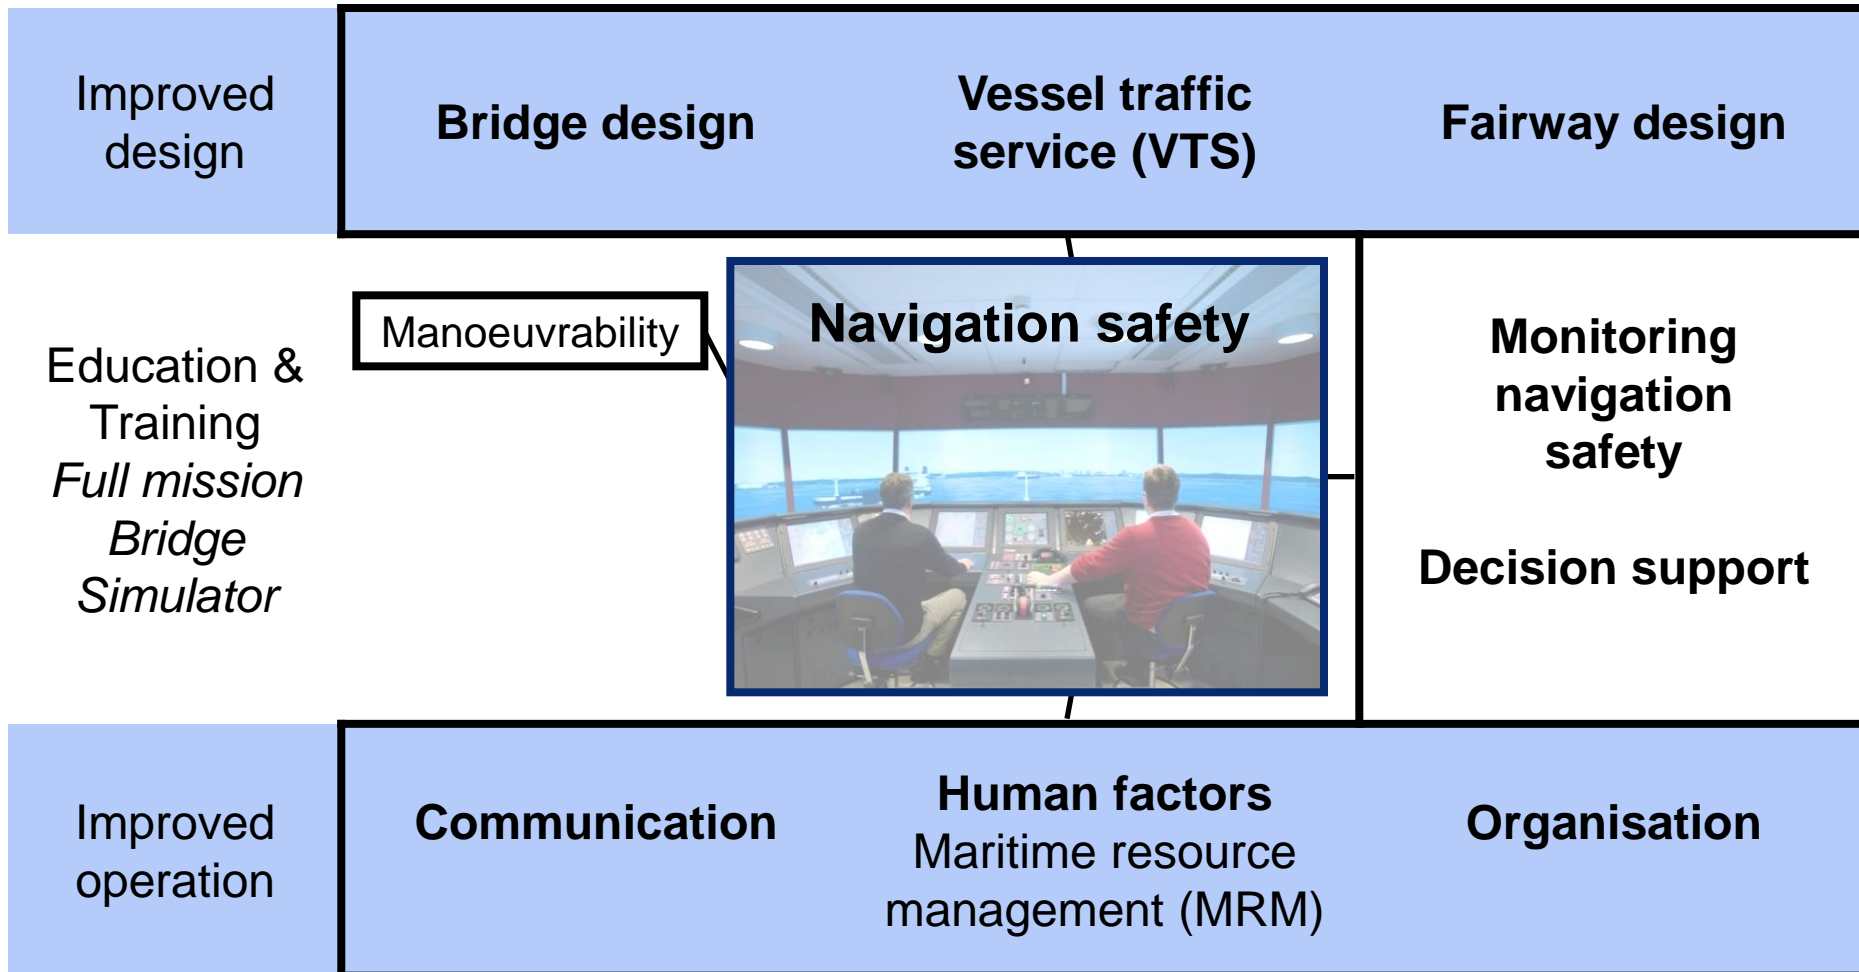 Improved
design
Bridge design
Vessel traffic
service (VTS)
Fairway design
Education &
Training
Full mission
Bridge
Simulator
Manoeuvrability
Navigation safety
Monitoring
navigation
safety
Decision support
Improved
operation
Communication
Human factors
Maritime resource
management (MRM)
Organisation